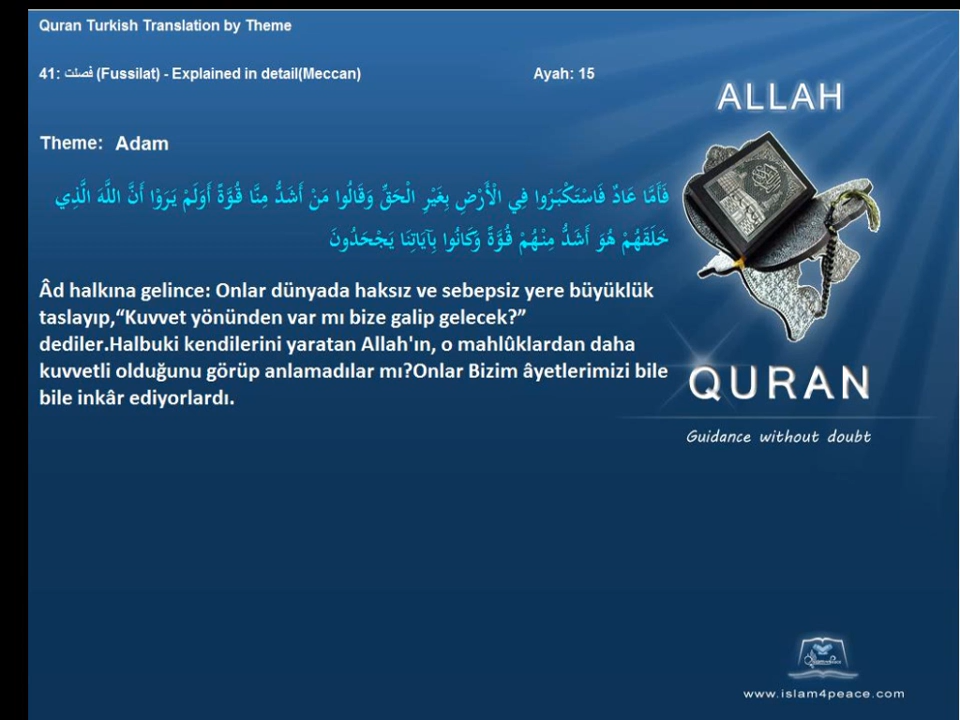 Quran Turkish Translation by Theme
41: فصلت (Fussilat) - Explained in detail(Meccan)
Ayah: 15
Theme: Adam
فَأَمَّا عَادٌ فَاسْتَكْبَرُوا فِي الْأَرْضِ بِغَيْرِ الْحَقِّ وَقَالُوا مَنْ أَشَدُّ مِنَّا قُوَّةً أَوَلَمْ يَرَوْا أَنَّ اللَّهَ الَّذِي
خَلَقَهُمْ هُوَ أَشَدُّ مِنْهُمْ قُوَّةً وَكَانُوا بِآيَاتِنَا يَجْحَدُونَ
Âd halkına gelince: Onlar dünyada haksız ve sebepsiz yere büyüklük
taslayıp,“Kuvvet yönünden var mı bize galip gelecek?”
dediler.Halbuki kendilerini yaratan Allah'ın, o mahlûklardan daha
kuvvetli olduğunu görüp anlamadılar mı?Onlar Bizim âyetlerimizi bile
bile inkâr ediyorlardı.
ALLAH
QURAN
Guidance without doubt
www.islam4peace.com